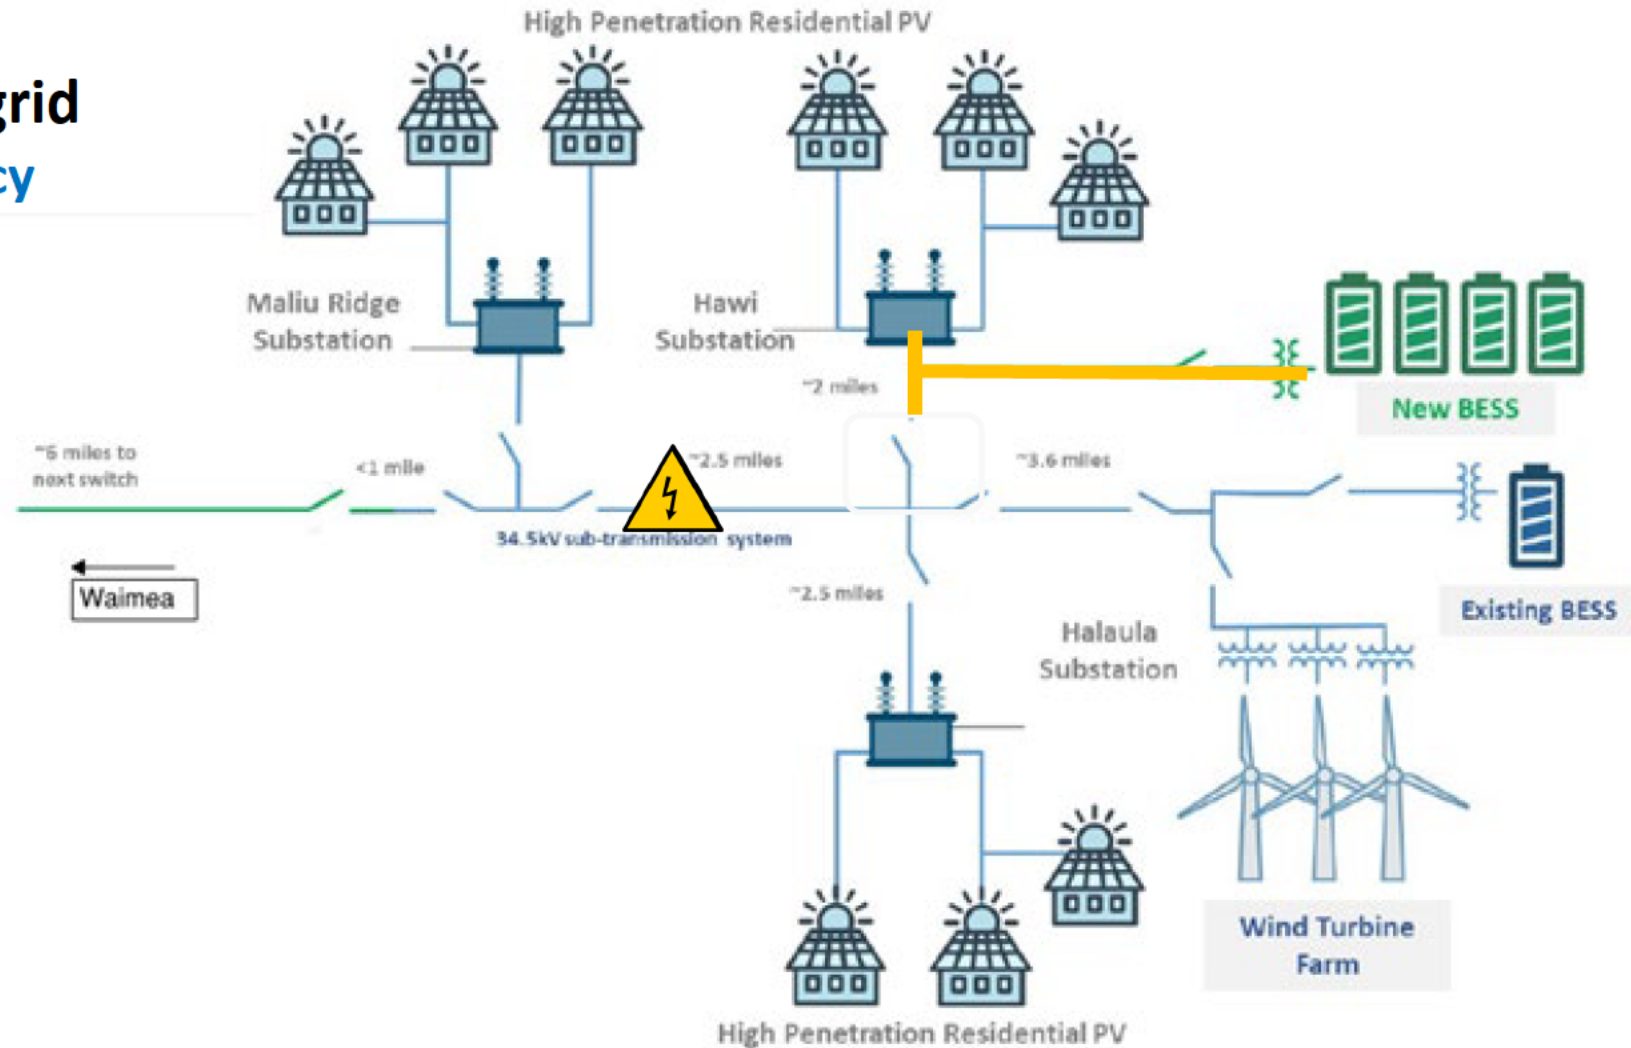 High Penetration Residential PV
grid
cy
Maliu Ridge
Substation
Hawi
Substation
~2 miles
New BESS
~6 miles to
next switch
<1 mile
~2.5 miles
~3.6 miles
34.5kV sub-transmission system
Waimea
~2.5 miles
Existing BESS
Halaula
Substation
Wind Turbine
Farm
High Penetration Residential PV